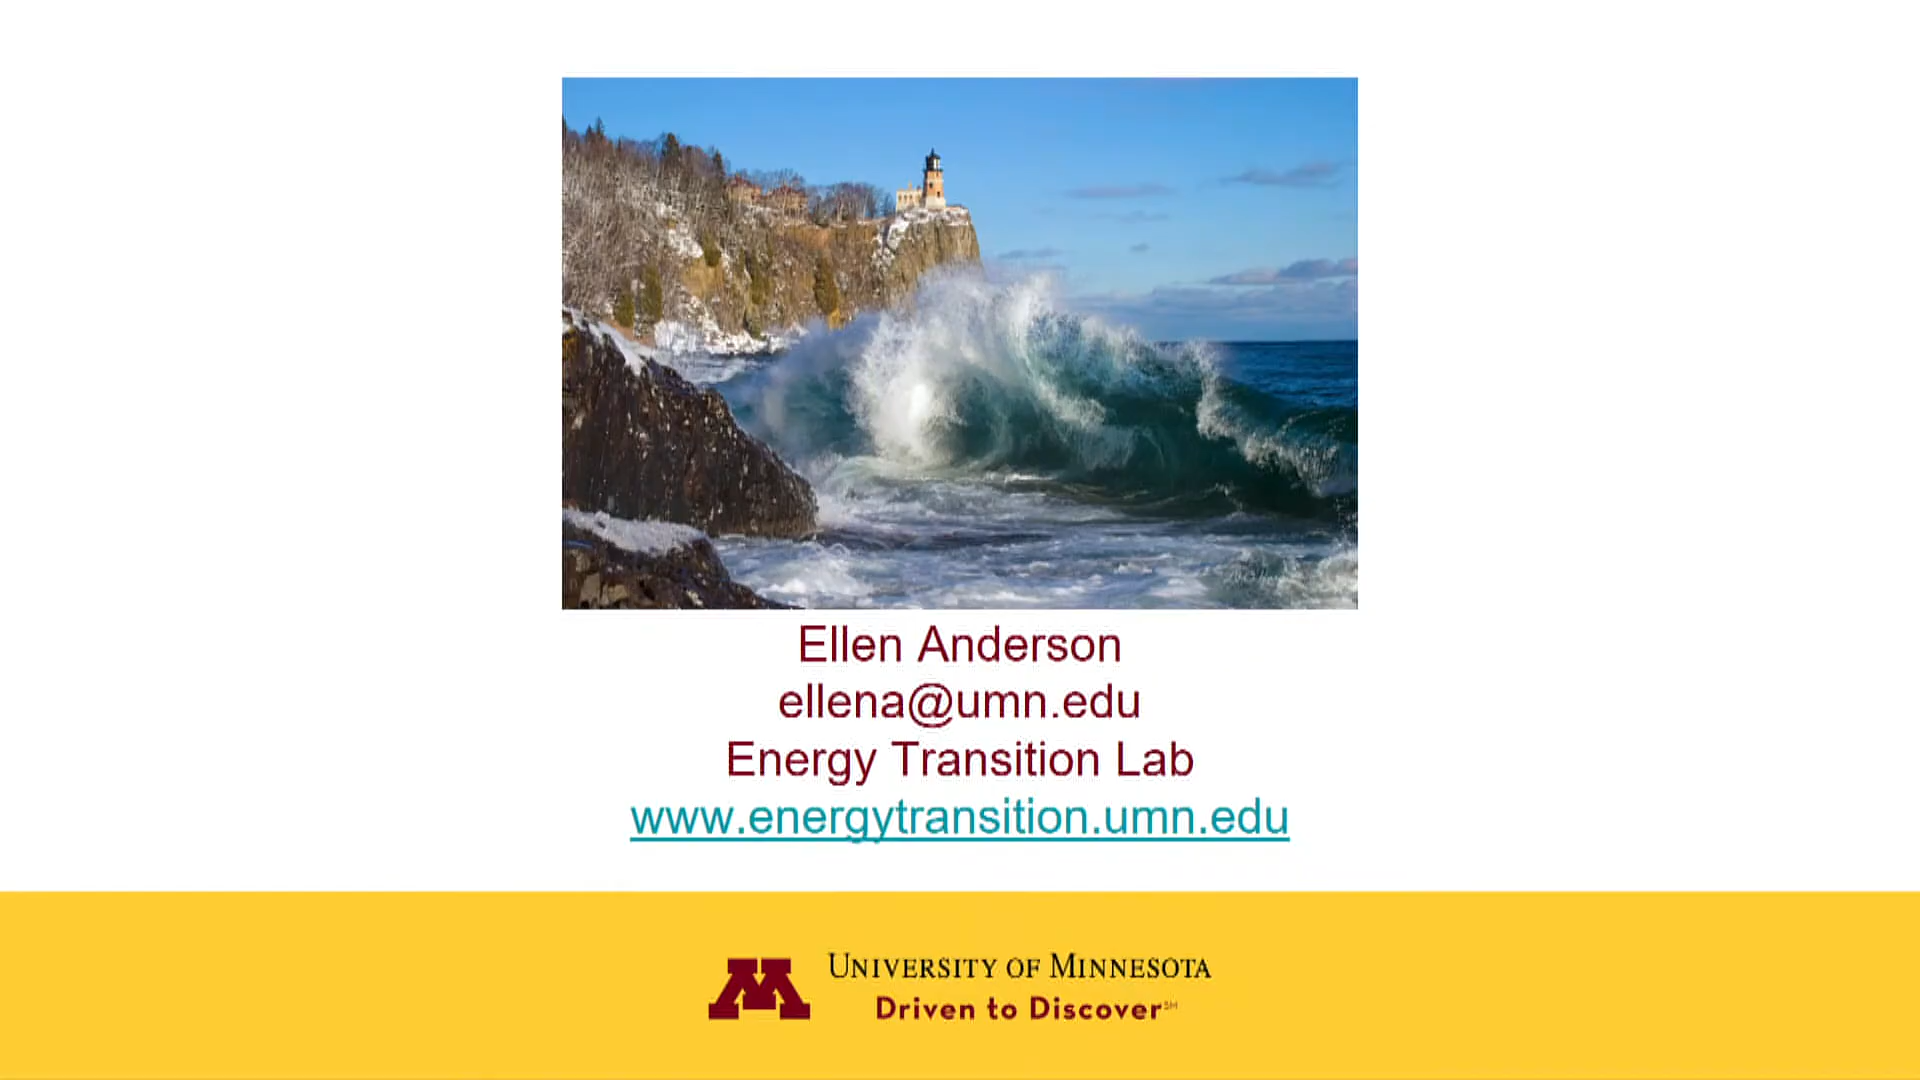 Ellen Anderson
ellena@umn.edu
Energy Transition Lab
www.energytransition.umn.edu
UNIVERSITY OF MINNESOTA
Driven to Discover℠